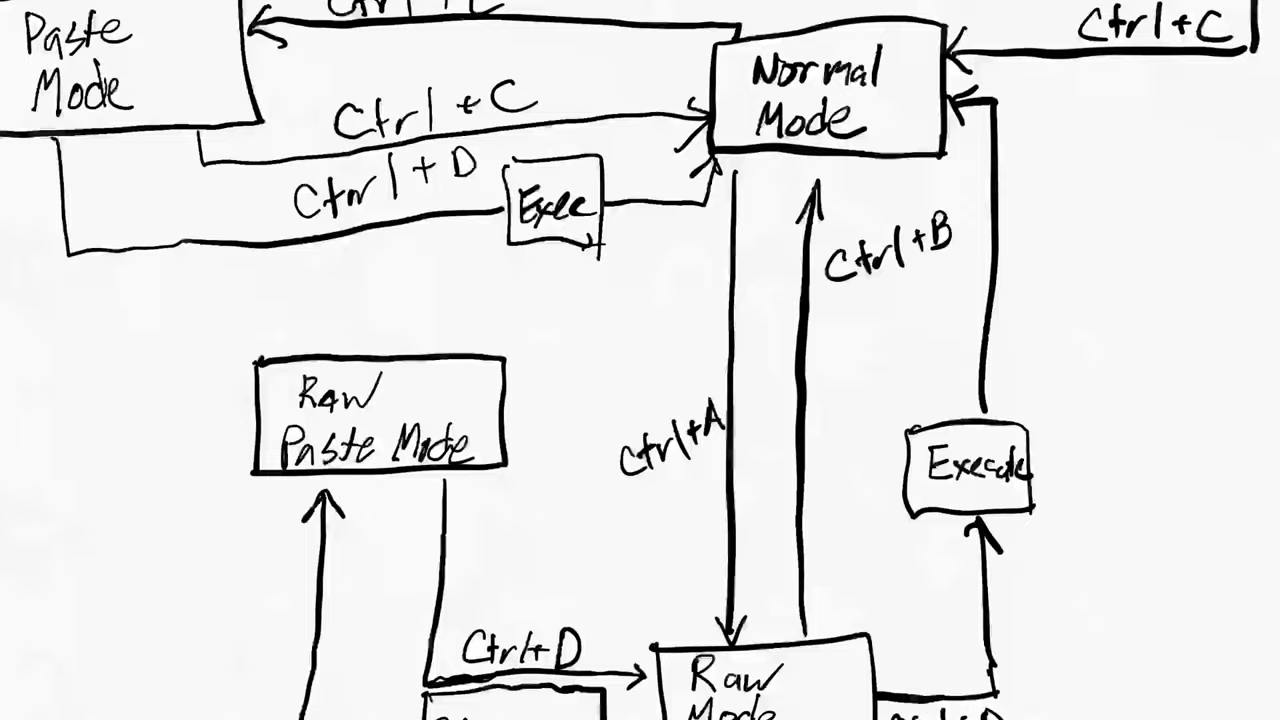 Ctrl+C
Paste
Mode
Normal
Mode
Ctrl+C
Ctrl+D
Exec
Ctrl+B
Raw
Paste Mode
Ctrl+A
Execute
Ctrl+D
Raw
Mode